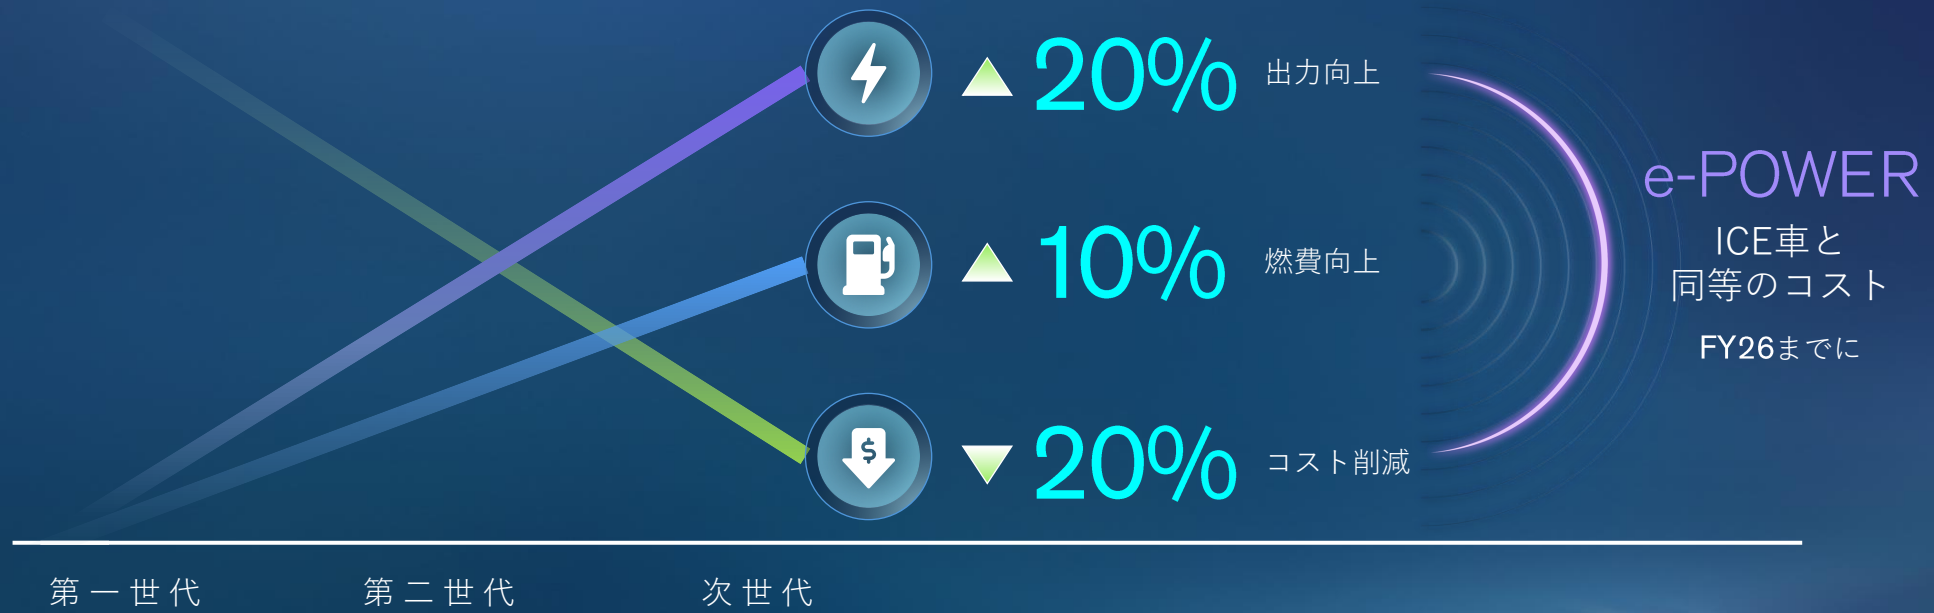 20% 出力向上
10% 燃費向上
$ 20% コスト削減
e-POWER
ICE車と
同等のコスト
FY26までに
第一世代 第二世代 次世代